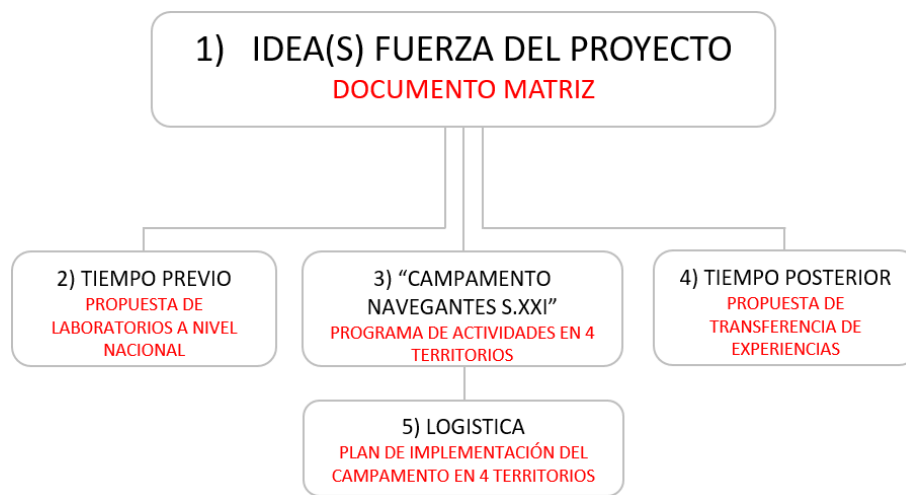 1) IDEA(S) FUERZA DEL PROYECTO
DOCUMENTO MATRIZ
2) TIEMPO PREVIO
PROPUESTA DE
LABORATORIOS A NIVEL
NACIONAL
3) “CAMPAMENTO
NAVEGANTES S.XXI”
PROGRAMA DE ACTIVIDADES EN 4
TERRITORIOS
4) TIEMPO POSTERIOR
PROPUESTA DE
TRANSFERENCIA DE
EXPERIENCIAS
5) LOGISTICA
PLAN DE IMPLEMENTACIÓN DEL
CAMPAMENTO EN 4 TERRITORIOS